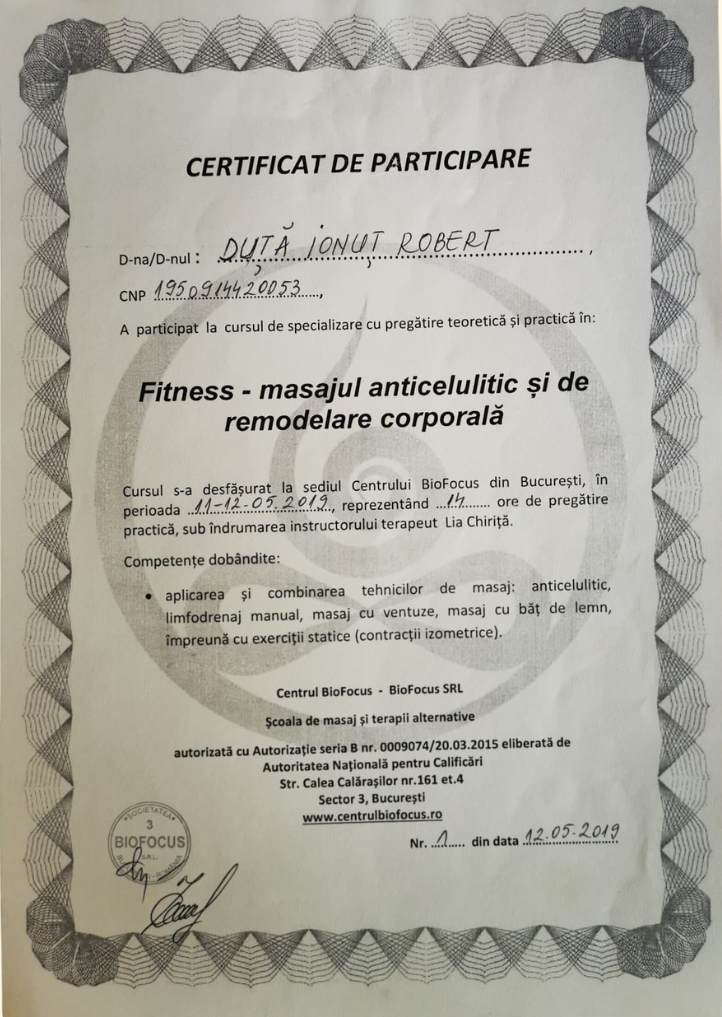 CERTIFICAT DE PARTICIPARE
D-na/D-nul : DUȚĂ IONUȚ ROBERT ,
CNP 1950914420053 ,
A participat la cursul de specializare cu pregătire teoretică și practică în:
Fitness - masajul anticelulitic și de
remodelare corporală
Cursul s-a desfășurat la sediul Centrului BioFocus din București, în
perioada 11-12.05.2019, reprezentând 14 ore de pregătire
practică, sub îndrumarea instructorului terapeut Lia Chiriță.
Competențe dobândite:
• aplicarea și combinarea tehnicilor de masaj: anticelulitic,
limfodrenaj manual, masaj cu ventuze, masaj cu băț de lemn,
împreună cu exerciții statice (contracții izometrice).
Centrul BioFocus - BioFocus SRL
Școala de masaj și terapii alternative
autorizată cu Autorizație seria B nr. 0009074/20.03.2015 eliberată de
Autoritatea Națională pentru Calificări
Str. Calea Calărașilor nr.161 et.4
Sector 3, București
www.centrulbiofocus.ro
Nr. 1 din data 12.05.2019
SOCIETATEA
3
BIOFOCUS
S.R.L.
ROMÂNIA